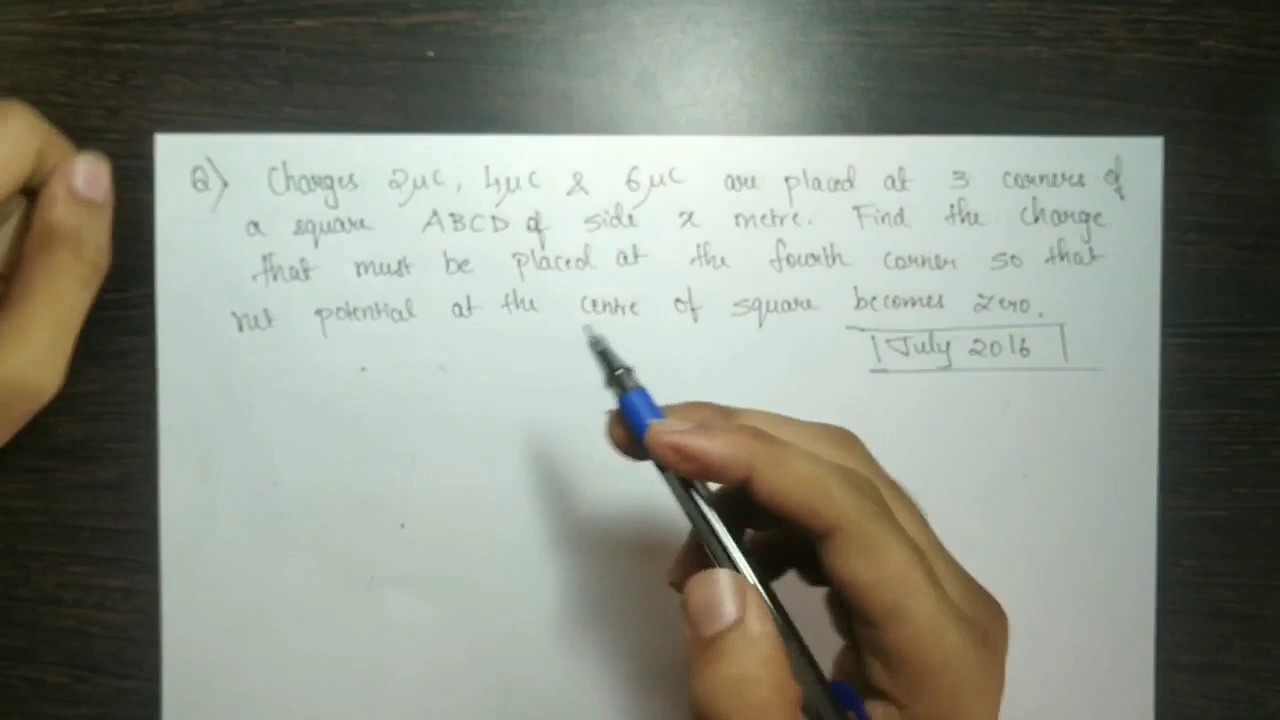 Q) Charges 2μc, 4μc & 6μc are placed at 3 corners of
a square ABCD of side x metre. Find the charge
that must be placed at the fourth corner so that
net potential at the centre of square becomes zero.
July 2016